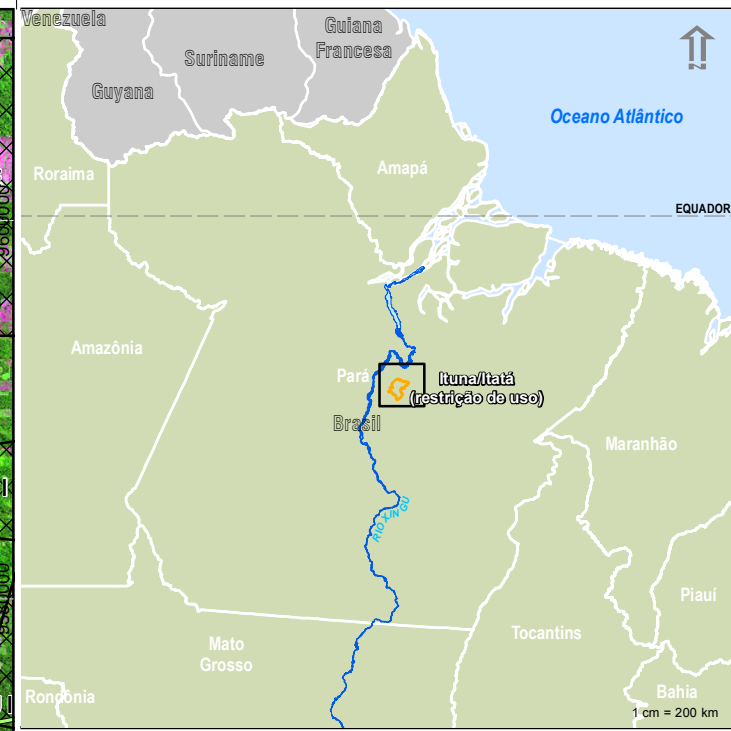 Venezuela
Guiana
Francesa
Suriname
Guyana
N
Oceano Atlântico
Roraima
Amapá
EQUADOR
Amazônia
Pará
Ituna/Itatá
(restrição de uso)
Brasil
Maranhão
RIO XINGU
Piauí
Tocantins
Mato
Grosso
Rondônia
Bahia
1 cm = 200 km